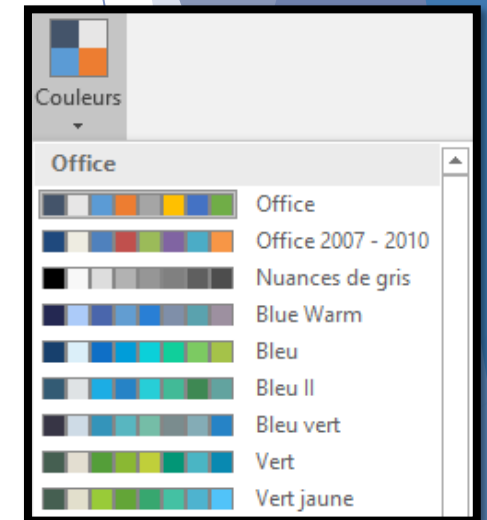 Couleurs
Office
Office
Office 2007 - 2010
Nuances de gris
Blue Warm
Bleu
Bleu II
Bleu vert
Vert
Vert jaune